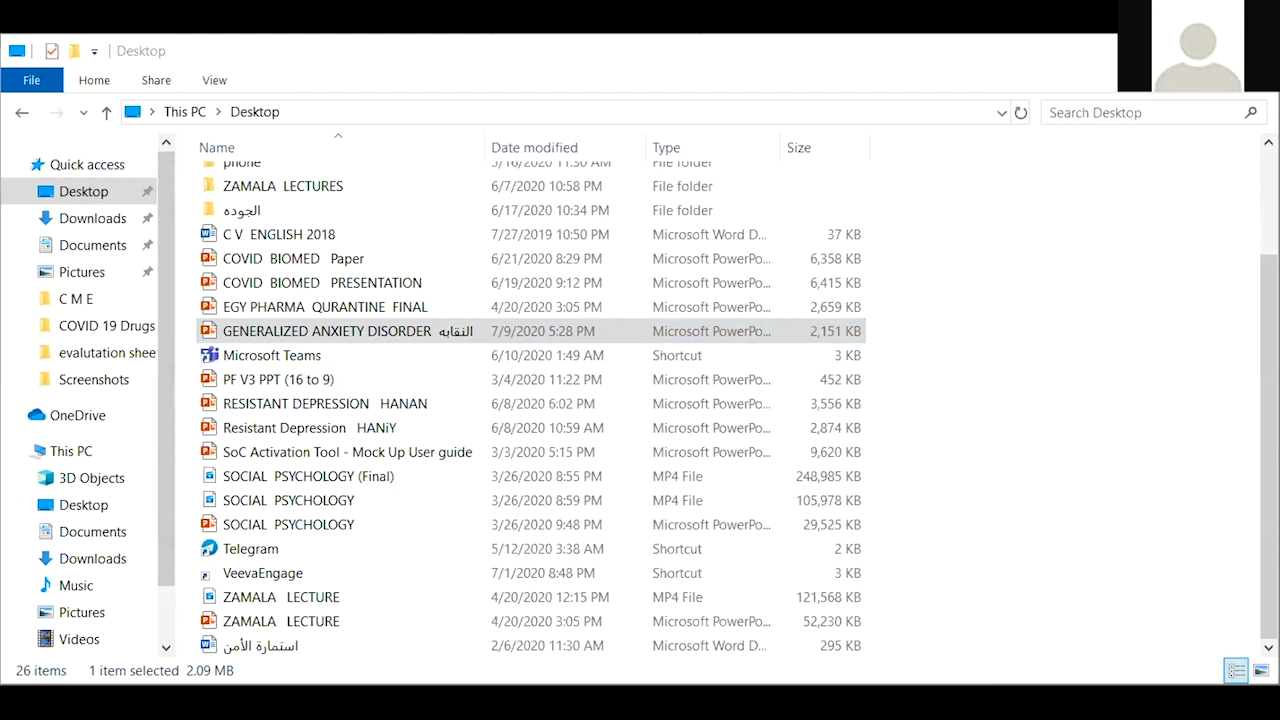 Desktop
File Home Share View
This PC Desktop
Search Desktop
Name Date modified Type Size
phone 5/16/2020 11:30 AM File folder
ZAMALA LECTURES 6/7/2020 10:58 PM File folder
الجوده 6/17/2020 10:34 PM File folder
C V ENGLISH 2018 7/27/2019 10:50 PM Microsoft Word D... 37 KB
COVID BIOMED Paper 6/21/2020 8:29 PM Microsoft PowerPo... 6,358 KB
COVID BIOMED PRESENTATION 6/19/2020 9:12 PM Microsoft PowerPo... 6,415 KB
EGY PHARMA QURANTINE FINAL 4/20/2020 3:05 PM Microsoft PowerPo... 2,659 KB
GENERALIZED ANXIETY DISORDER النقابه 7/9/2020 5:28 PM Microsoft PowerPo... 2,151 KB
Microsoft Teams 6/10/2020 1:49 AM Shortcut 3 KB
PF V3 PPT (16 to 9) 3/4/2020 11:22 PM Microsoft PowerPo... 452 KB
RESISTANT DEPRESSION HANAN 6/8/2020 6:02 PM Microsoft PowerPo... 3,556 KB
Resistant Depression HANiY 6/8/2020 10:59 AM Microsoft PowerPo... 2,874 KB
SoC Activation Tool - Mock Up User guide 3/3/2020 5:15 PM Microsoft PowerPo... 9,620 KB
SOCIAL PSYCHOLOGY (Final) 3/26/2020 8:55 PM MP4 File 248,985 KB
SOCIAL PSYCHOLOGY 3/26/2020 8:59 PM MP4 File 105,978 KB
SOCIAL PSYCHOLOGY 3/26/2020 9:48 PM Microsoft PowerPo... 29,525 KB
Telegram 5/12/2020 3:38 AM Shortcut 2 KB
VeevaEngage 7/1/2020 8:48 PM Shortcut 3 KB
ZAMALA LECTURE 4/20/2020 12:15 PM MP4 File 121,568 KB
ZAMALA LECTURE 4/20/2020 3:05 PM Microsoft PowerPo... 52,230 KB
استمارة الأمن 2/6/2020 11:30 AM Microsoft Word D... 295 KB
Quick access
Desktop
Downloads
Documents
Pictures
C M E
COVID 19 Drugs
evalutation shee
Screenshots
OneDrive
This PC
3D Objects
Desktop
Documents
Downloads
Music
Pictures
Videos
26 items 1 item selected 2.09 MB